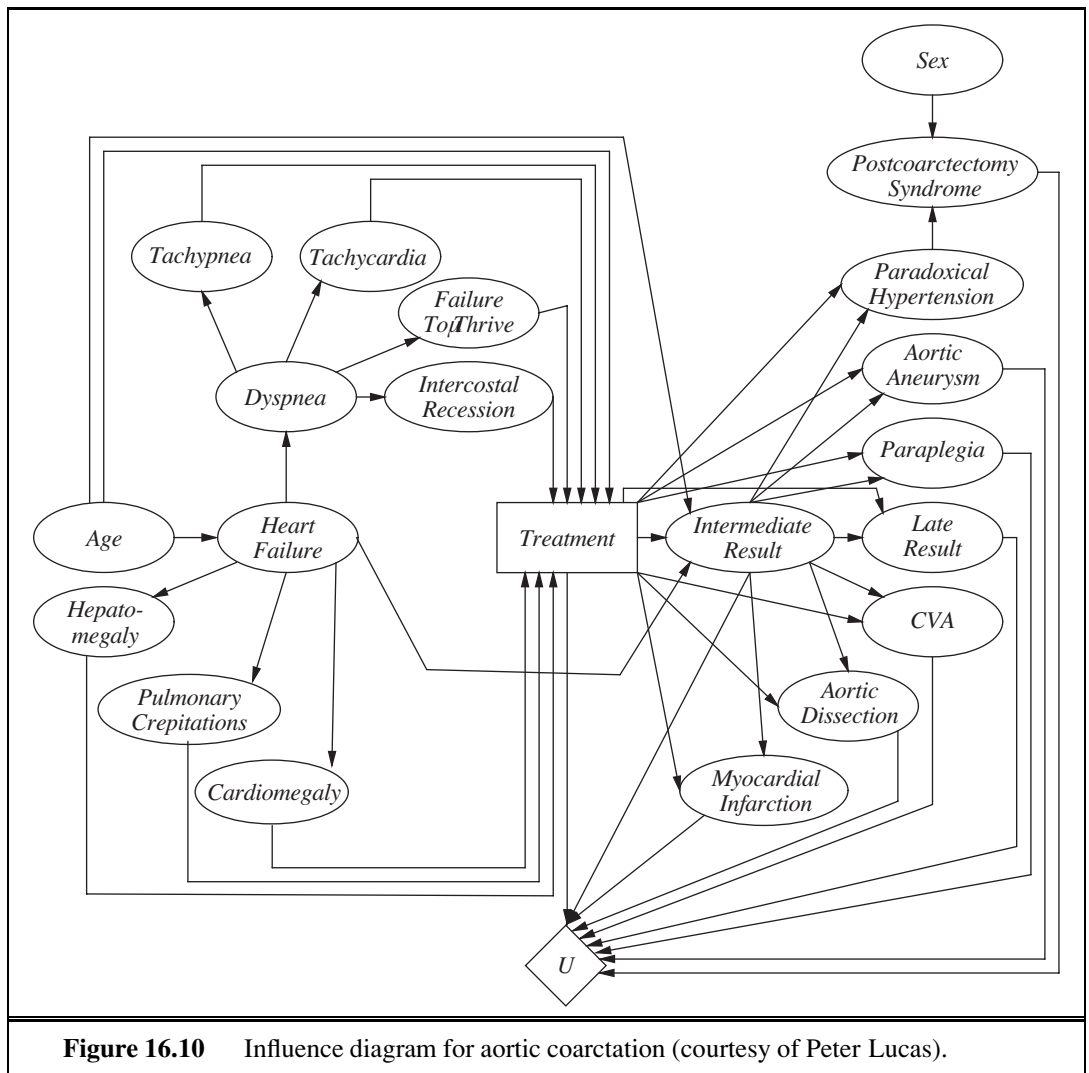 Sex
Postcoarctectomy
Syndrome
Tachypnea
Tachycardia
Paradoxical
Hypertension
Failure
ToμThrive
Aortic
Aneurysm
Dyspnea
Intercostal
Recession
Paraplegia
Age
Heart
Failure
Treatment
Intermediate
Result
Late
Result
Hepato-
megaly
CVA
Pulmonary
Crepitations
Aortic
Dissection
Cardiomegaly
Myocardial
Infarction
U
Figure 16.10 Influence diagram for aortic coarctation (courtesy of Peter Lucas).